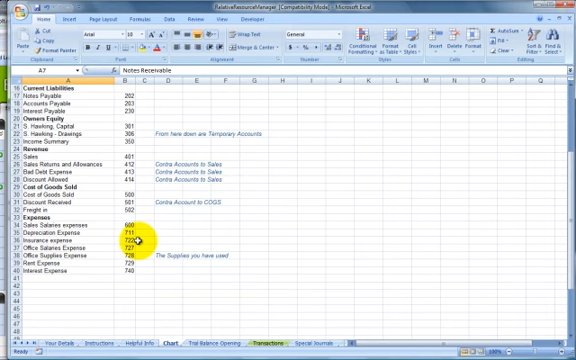 RelativeResourceManager [Compatibility Mode] - Microsoft Excel
Home Insert Page Layout Formulas Data Review View Developer
Cut
Copy
Format Painter
Arial
Wrap Text
Merge & Center
Conditional Formatting
Format as Table
Cell Styles
Insert Delete Format
AutoSum
Fill
Clear
Sort & Filter
Find & Select
Clipboard Font Alignment Number Styles Cells Editing
A7 Notes Receivable
A B C D E F G H I J K L M N O P Q
16 Current Liabilities
17 Notes Payable 202
18 Accounts Payable 203
19 Interest Payable 230
20 Owners Equity
21 S. Hawking, Capital 301
22 S. Hawking - Drawings 306 From here down are Temporary Accounts
23 Income Summary 350
24 Revenue
25 Sales 401
26 Sales Returns and Allowances 412 Contra Accounts to Sales
27 Bad Debt Expense 413 Contra Accounts to Sales
28 Discount Allowed 414 Contra Accounts to Sales
29 Cost of Goods Sold
30 Cost of Goods Sold 500
31 Discount Received 501 Contra Account to COGS
32 Freight in 502
33 Expenses
34 Sales Salaries expenses 600
35 Depreciation Expense 711
36 Insurance expense 722
37 Office Salaries Expense 727
38 Office Supplies Expense 728 The Supplies you have used
39 Rent Expense 729
40 Interest Expense 740
41
42
43
44
45
46
47
48
Your Details Instructions Helpful Info Chart Trial Balance Opening Transactions Special Journals
Ready 100%